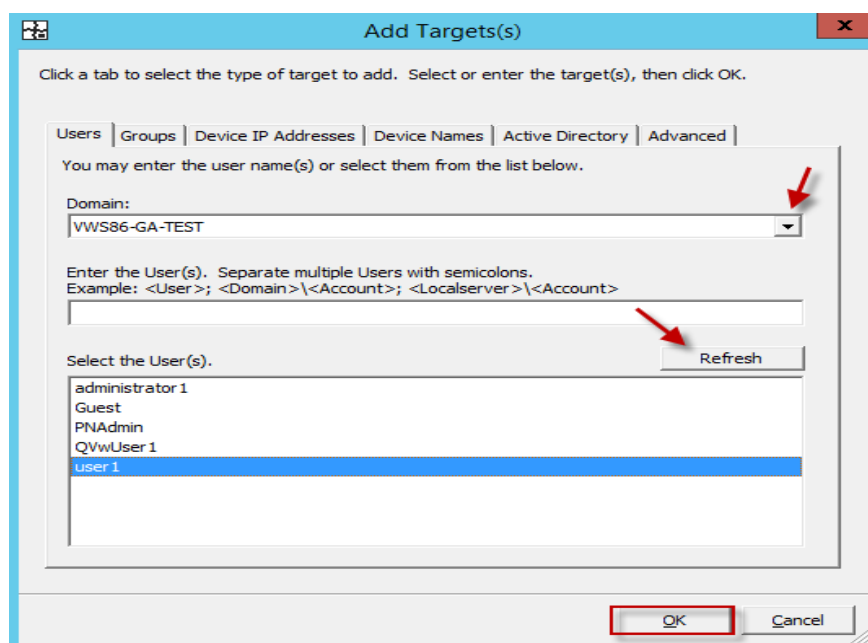 Add Targets(s)
x
Click a tab to select the type of target to add. Select or enter the target(s), then click OK.
Users Groups Device IP Addresses Device Names Active Directory Advanced
You may enter the user name(s) or select them from the list below.
Domain:
VWS86-GA-TEST
Enter the User(s). Separate multiple Users with semicolons.
Example: <User>; <Domain>\<Account>; <Localserver>\<Account>
Select the User(s).
Refresh
administrator1
Guest
PNAdmin
QVwUser1
user1
OK Cancel